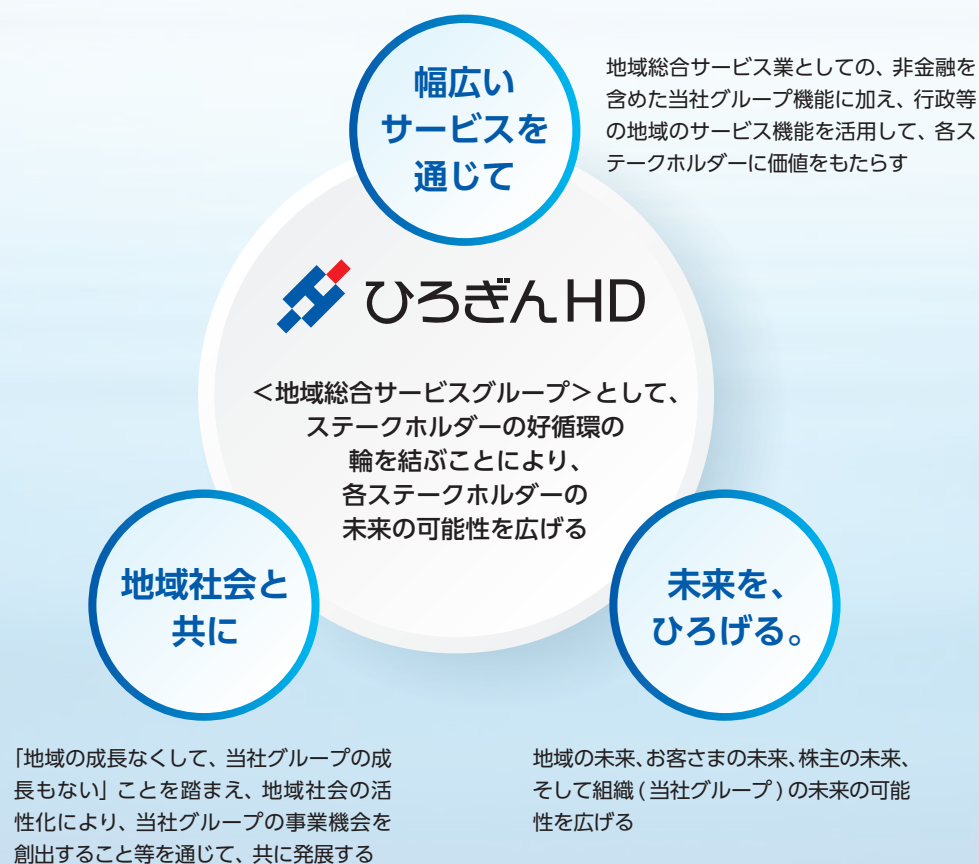 幅広い
サービスを
通じて
地域総合サービス業としての、非金融を
含めた当社グループ機能に加え、行政等
の地域のサービス機能を活用して、各ス
テークホルダーに価値をもたらす
ひろぎんHD
＜地域総合サービスグループ＞として、
ステークホルダーの好循環の
輪を結ぶことにより、
各ステークホルダーの
未来の可能性を広げる
地域社会と
共に
「地域の成長なくして、当社グループの成
長もない」ことを踏まえ、地域社会の活
性化により、当社グループの事業機会を
創出すること等を通じて、共に発展する
未来を、
ひろげる。
地域の未来、お客さまの未来、株主の未来、
そして組織(当社グループ)の未来の可能
性を広げる